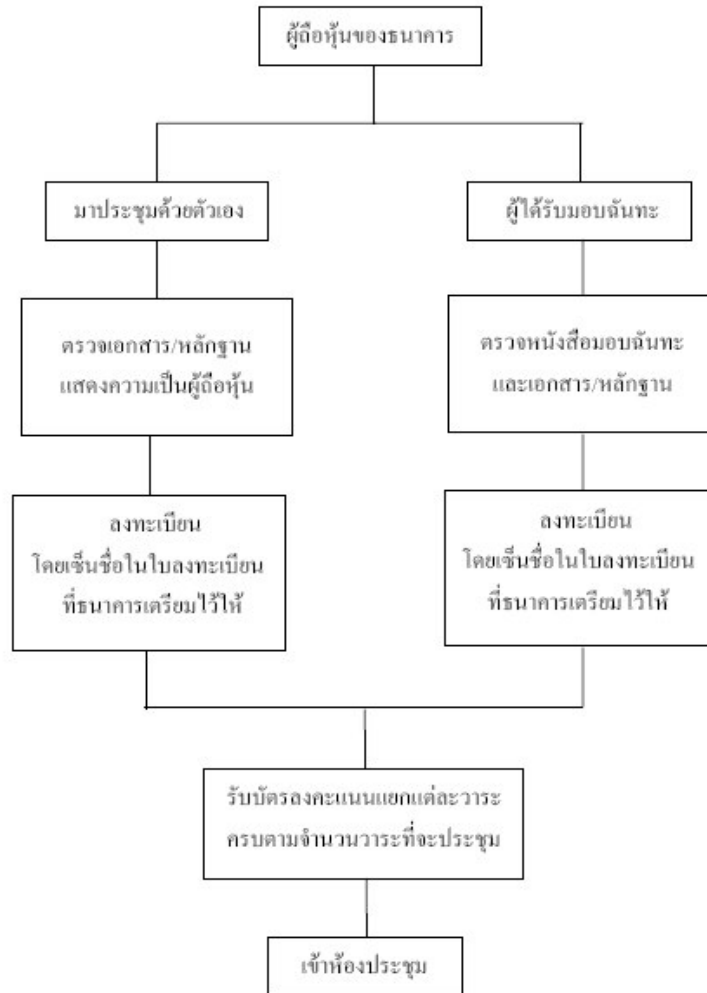 ผู้ถือหุ้นของธนาคาร
มาประชุมด้วยตัวเอง
ผู้ได้รับมอบฉันทะ
ตรวจเอกสาร/หลักฐาน
แสดงความเป็นผู้ถือหุ้น
ตรวจหนังสือมอบฉันทะ
และเอกสาร/หลักฐาน
ลงทะเบียน
โดยเซ็นชื่อในใบลงทะเบียน
ที่ธนาคารเตรียมไว้ให้
ลงทะเบียน
โดยเซ็นชื่อในใบลงทะเบียน
ที่ธนาคารเตรียมไว้ให้
รับบัตรลงคะแนนแยกแต่ละวาระ
ครบตามจำนวนวาระที่จะประชุม
เข้าห้องประชุม